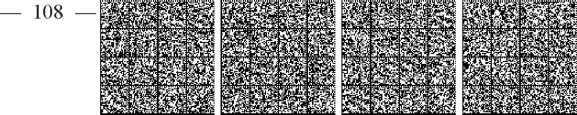 — 108 —